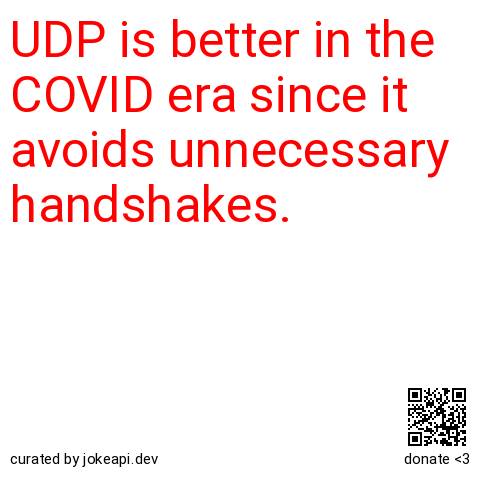 UDP is better in the
COVID era since it
avoids unnecessary
handshakes.
curated by jokeapi.dev
donate <3